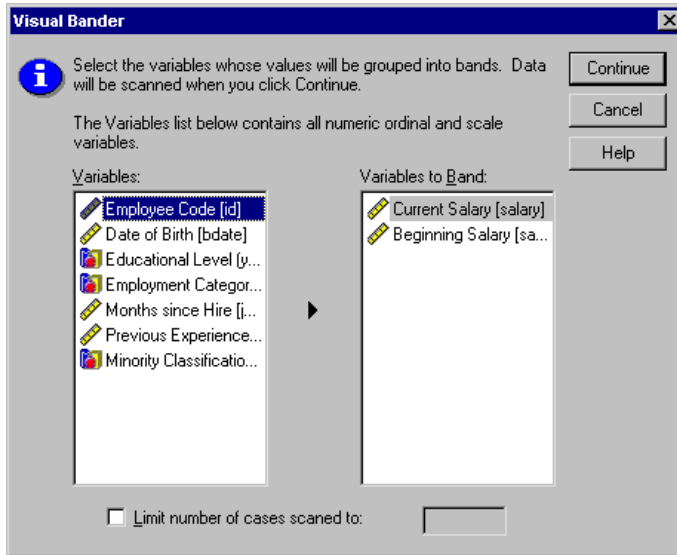 Visual Bander
Select the variables whose values will be grouped into bands. Data
will be scanned when you click Continue.
The Variables list below contains all numeric ordinal and scale
variables.
Continue
Cancel
Help
Variables:
Employee Code [id]
Date of Birth [bdate]
Educational Level (y...
Employment Categor...
Months since Hire [j...
Previous Experience...
Minority Classificatio...
Variables to Band:
Current Salary [salary]
Beginning Salary [sa...
Limit number of cases scaned to: